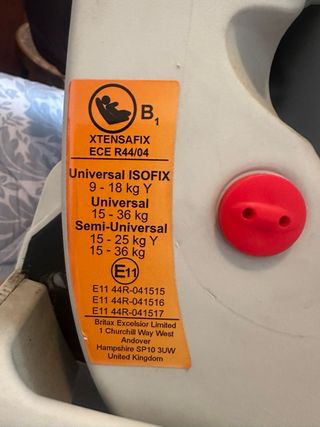 B1
XTENSAFIX
ECE R44/04
Universal ISOFIX
9 - 18 kg Y
Universal
15 - 36 kg
Semi-Universal
15 - 25 kg Y
15 - 36 kg
E11
E11 44R-041515
E11 44R-041516
E11 44R-041517
Britax Excelsior Limited
1 Churchill Way West
Andover
Hampshire SP10 3UW
United Kingdom